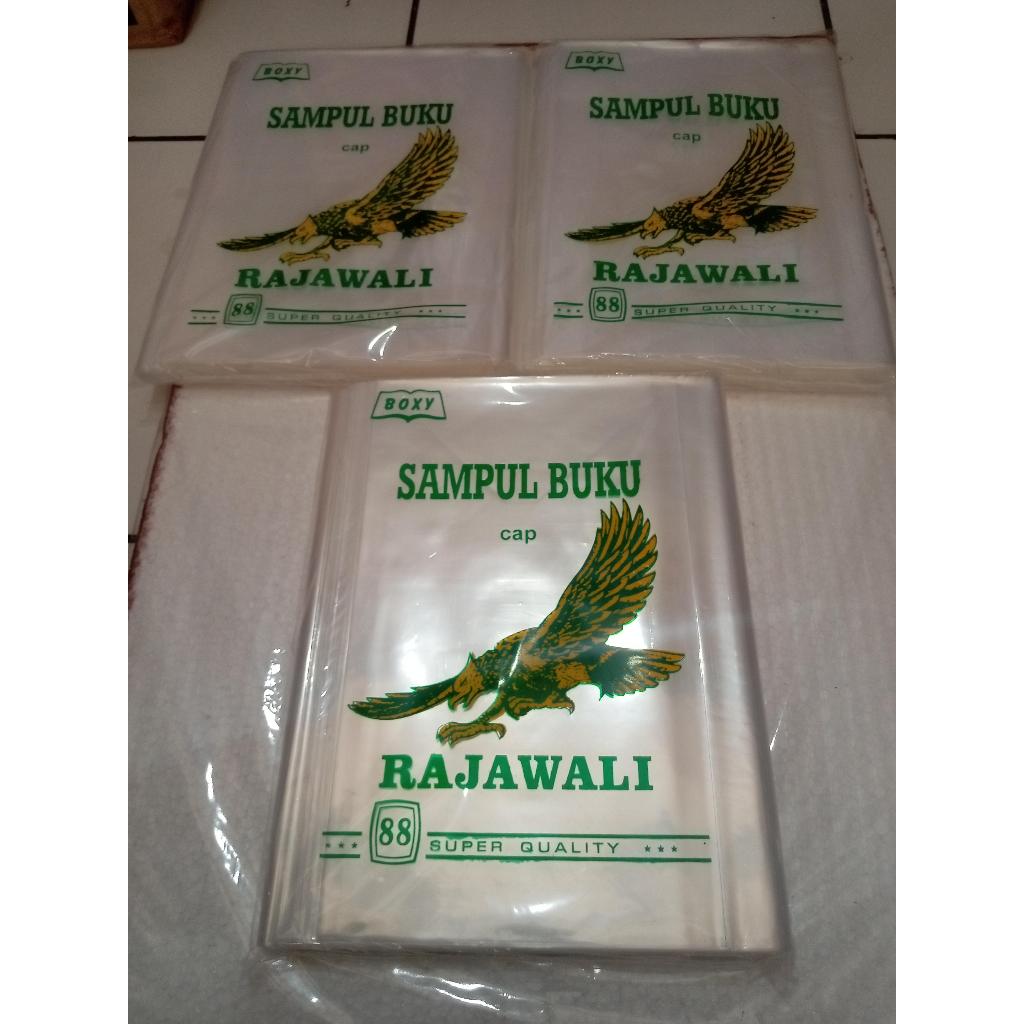 BOXY
SAMPUL BUKU
cap
RAJAWALI
*** 88 SUPER QUALITY ***
BOXY
SAMPUL BUKU
cap
RAJAWALI
*** 88 SUPER QUALITY ***
BOXY
SAMPUL BUKU
cap
RAJAWALI
*** 88 SUPER QUALITY ***